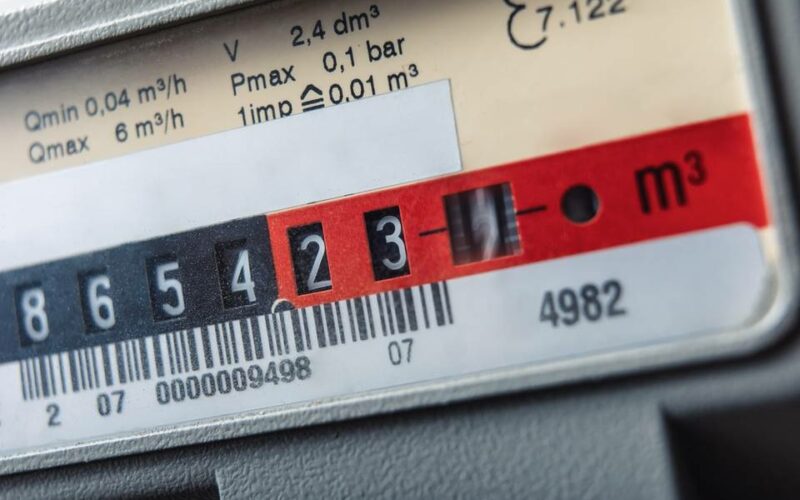 V 2,4 dm³
7.122
Qmin 0,04 m³/h
Pmax 0,1 bar
Qmax 6 m³/h
1imp ≙ 0,01 m³
8 6 5 4 2 3 m³
4982
2 07 0000009498 07